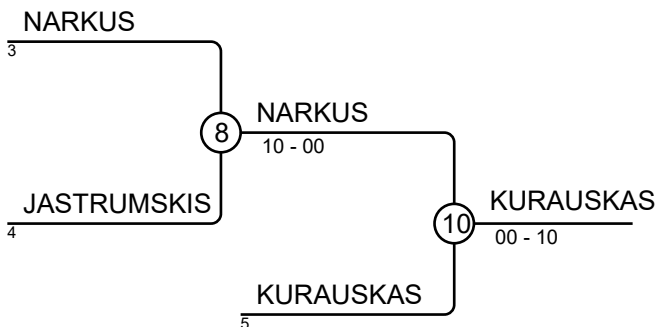 NARKUS
3
8
NARKUS
10 - 00
JASTRUMSKIS
4
10
KURAUSKAS
00 - 10
KURAUSKAS
5